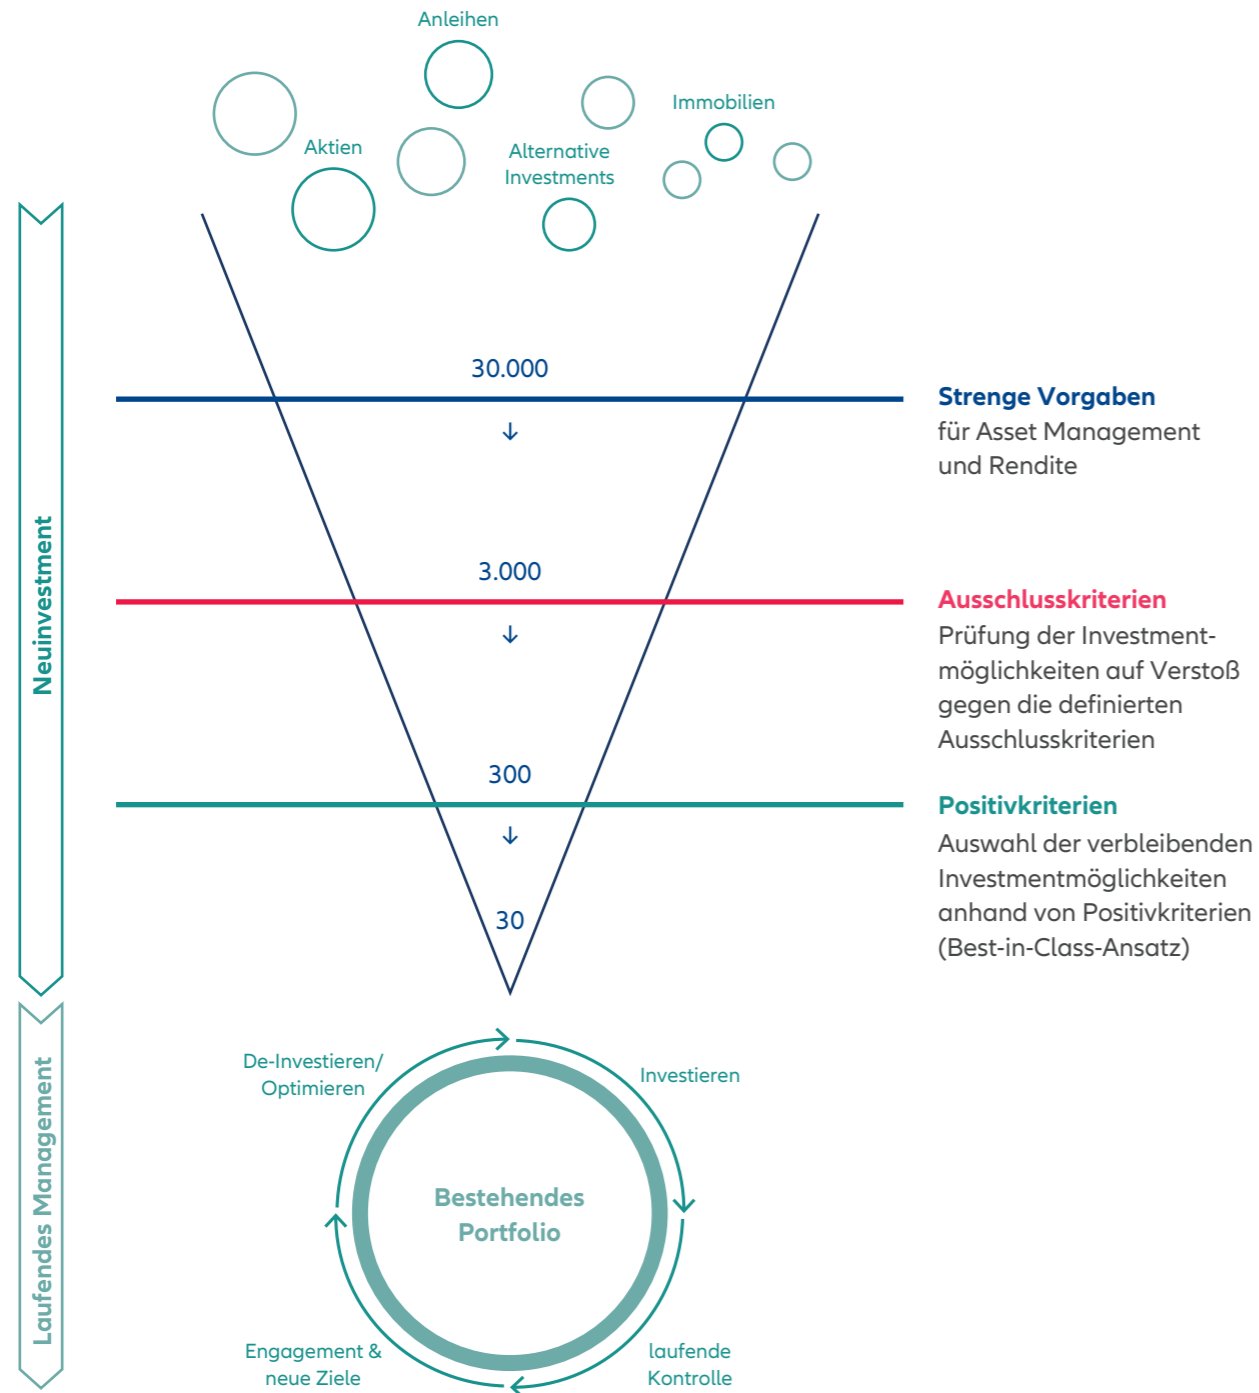 Anleihen
Immobilien
Aktien
Alternative
Investments
Neuinvestment
30.000
Strenge Vorgaben
für Asset Management
und Rendite
3.000
Ausschlusskriterien
Prüfung der Investment-
möglichkeiten auf Verstoß
gegen die definierten
Ausschlusskriterien
300
Positivkriterien
Auswahl der verbleibenden
Investmentmöglichkeiten
anhand von Positivkriterien
(Best-in-Class-Ansatz)
30
Laufendes Management
De-Investieren/
Optimieren
Investieren
Bestehendes
Portfolio
Engagement &
neue Ziele
laufende
Kontrolle